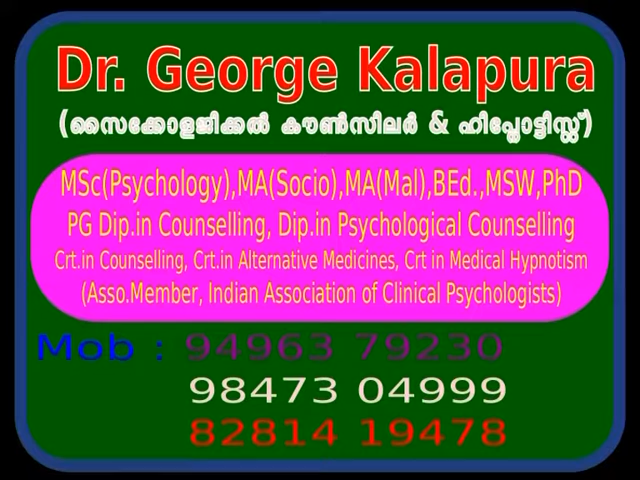 Dr. George Kalapura
(സൈക്കോളജിക്കൽ കൗൺസിലർ & ഹിപ്നോട്ടിസ്റ്റ്)
MSc(Psychology),MA(Socio),MA(Mal),BEd.,MSW,PhD
PG Dip.in Counselling, Dip.in Psychological Counselling
Crt.in Counselling, Crt.in Alternative Medicines, Crt in Medical Hypnotism
(Asso.Member, Indian Association of Clinical Psychologists)
Mob : 94963 79230
98473 04999
82814 19478